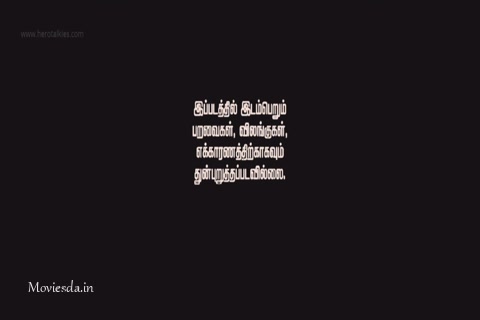 www.herotalkies.com
இப்படத்தில் இடம்பெறும்
பறவைகள், விலங்குகள்,
எக்காரணத்திற்காகவும்
துன்புறுத்தப்படவில்லை.
Moviesda.in